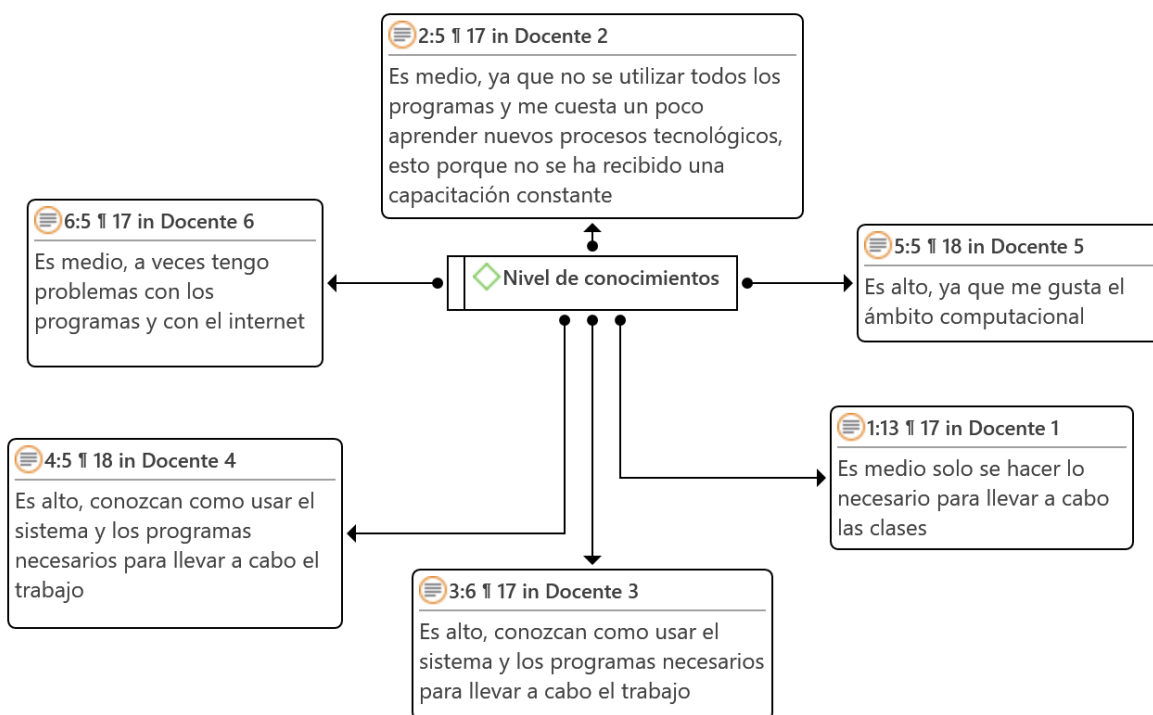 2:5 ¶ 17 in Docente 2
Es medio, ya que no se utilizar todos los
programas y me cuesta un poco
aprender nuevos procesos tecnológicos,
esto porque no se ha recibido una
capacitación constante
6:5 ¶ 17 in Docente 6
Es medio, a veces tengo
problemas con los
programas y con el internet
Nivel de conocimientos
5:5 ¶ 18 in Docente 5
Es alto, ya que me gusta el
ámbito computacional
1:13 ¶ 17 in Docente 1
Es medio solo se hacer lo
necesario para llevar a cabo
las clases
4:5 ¶ 18 in Docente 4
Es alto, conozcan como usar el
sistema y los programas
necesarios para llevar a cabo el
trabajo
3:6 ¶ 17 in Docente 3
Es alto, conozcan como usar el
sistema y los programas necesarios
para llevar a cabo el trabajo